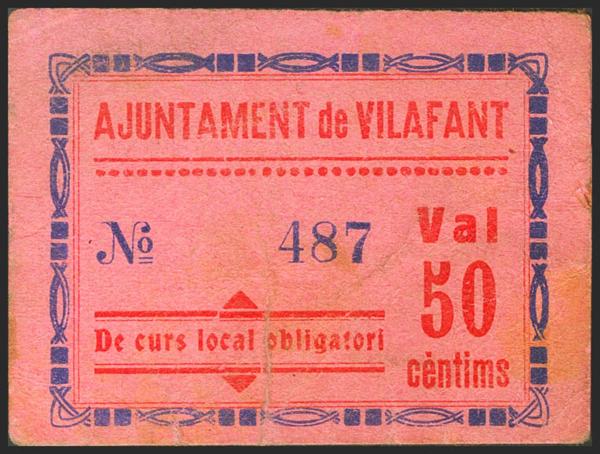 AJUNTAMENT de VILAFANT
Nº 487
Val
50
cèntims
De curs local obligatori